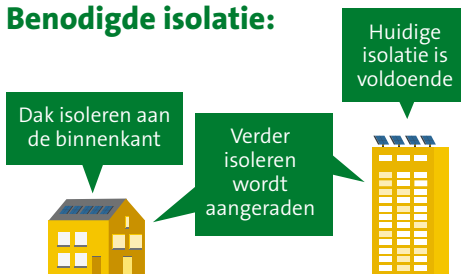 Benodigde isolatie:
Huidige
isolatie is
voldoende
Dak isoleren aan
de binnenkant
Verder
isoleren
wordt
aangeraden